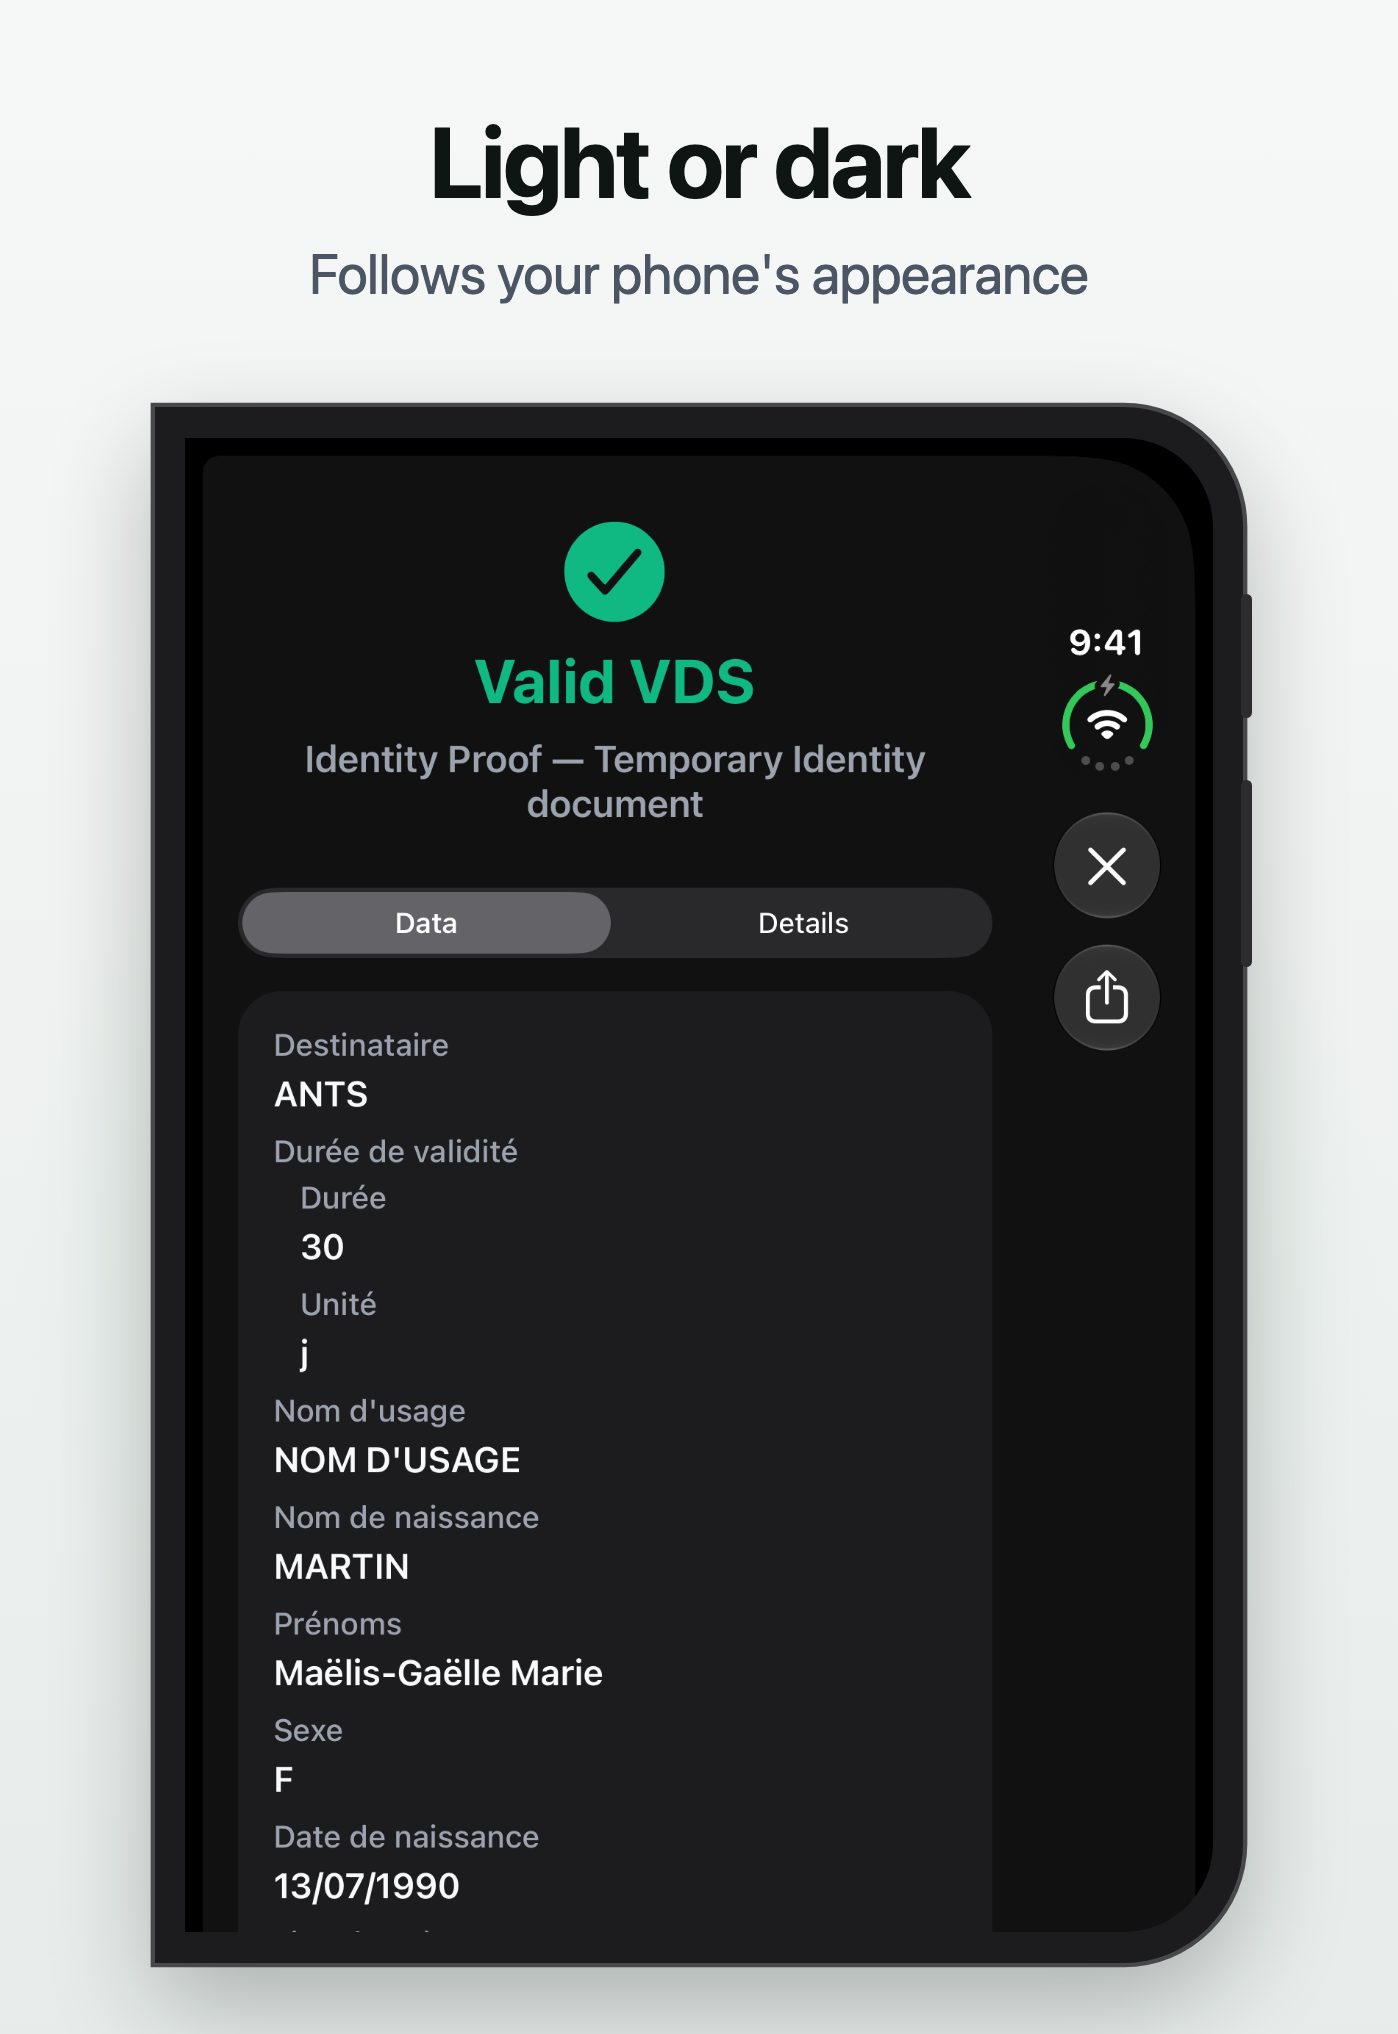 Light or dark
Follows your phone's appearance
9:41
Valid VDS
Identity Proof — Temporary Identity
document
Data
Details
Destinataire
ANTS
Durée de validité
Durée
30
Unité
j
Nom d'usage
NOM D'USAGE
Nom de naissance
MARTIN
Prénoms
Maëlis-Gaëlle Marie
Sexe
F
Date de naissance
13/07/1990